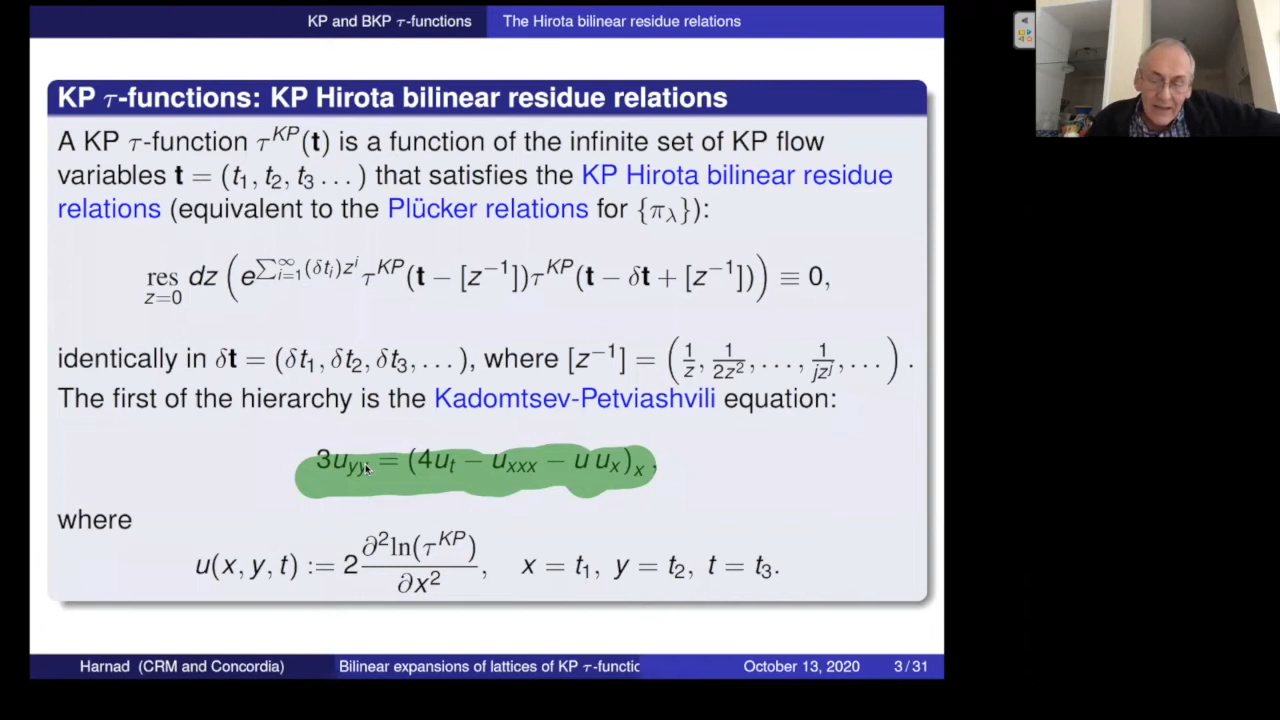 KP and BKP τ-functions The Hirota bilinear residue relations
KP τ-functions: KP Hirota bilinear residue relations
A KP τ-function τ^{KP}(t) is a function of the infinite set of KP flow
variables t = (t_1, t_2, t_3 ...) that satisfies the KP Hirota bilinear residue
relations (equivalent to the Plücker relations for {π_λ}):
res_{z=0} dz ( e^{∑_{i=1}^{∞} (δt_i)z^i} τ^{KP}(t − [z^{−1}])τ^{KP}(t − δt + [z^{−1}]) ) ≡ 0,
identically in δt = (δt_1, δt_2, δt_3, ...), where [z^{−1}] = ( 1/z, 1/2z^2, ..., 1/jz^j, ... ) .
The first of the hierarchy is the Kadomtsev-Petviashvili equation:
3u_{yy} = (4u_t − u_{xxx} − u u_x)_x .
where
u(x, y, t) := 2 ∂^2 ln(τ^{KP}) / ∂x^2 , x = t_1, y = t_2, t = t_3.
Harnad (CRM and Concordia) Bilinear expansions of lattices of KP τ-functic October 13, 2020 3 / 31